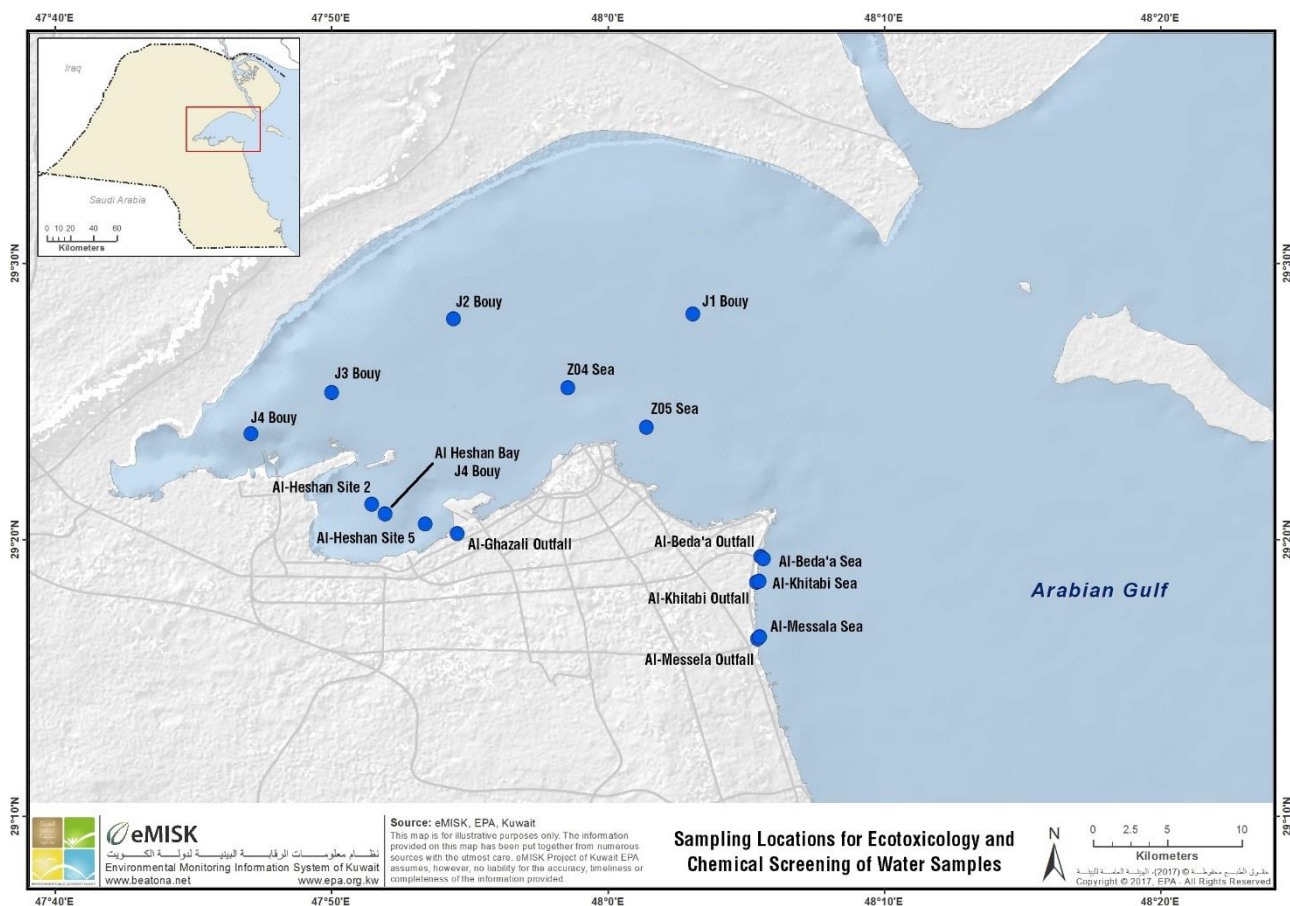 47°40'E
47°50'E
48°0'E
48°10'E
48°20'E
Iraq
Saudi Arabia
0 10 20 40 60
Kilometers
29°30'N
29°30'N
J2 Bouy
J1 Bouy
J3 Bouy
Z04 Sea
Z05 Sea
J4 Bouy
Al Heshan Bay
J4 Bouy
Al-Heshan Site 2
Al-Heshan Site 5
Al-Ghazali Outfall
29°20'N
29°20'N
Al-Beda'a Outfall
Al-Beda'a Sea
Al-Khitabi Sea
Al-Khitabi Outfall
Arabian Gulf
Al-Messala Sea
Al-Messela Outfall
29°10'N
29°10'N
eMISK
نظام معلومات الرقابة البيئية لدولة الكويت
Environmental Monitoring Information System of Kuwait
www.beatona.net www.epa.org.kw
Source: eMISK, EPA, Kuwait
This map is for illustrative purposes only. The information
provided on this map has been put together from numerous
sources with the utmost care. eMISK Project of Kuwait EPA
assumes, however, no liability for the accuracy, timeliness or
completeness of the information provided.
Sampling Locations for Ecotoxicology and
Chemical Screening of Water Samples
N
0 2.5 5 10
Kilometers
حقوق الطبع محفوظة © (2017)، الهيئة العامة للبيئة
Copyright © 2017, EPA - All Rights Reserved
47°40'E
47°50'E
48°0'E
48°10'E
48°20'E